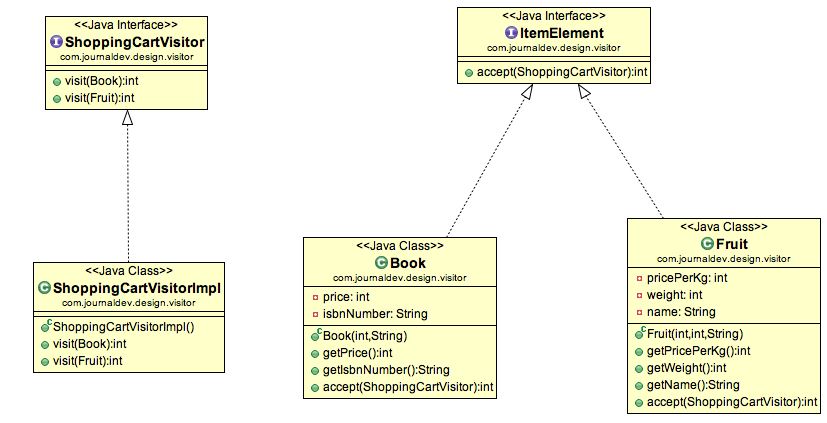 <<Java Interface>>
ShoppingCartVisitor
com.journaldev.design.visitor
visit(Book):int
visit(Fruit):int
<<Java Interface>>
ItemElement
com.journaldev.design.visitor
accept(ShoppingCartVisitor):int
<<Java Class>>
ShoppingCartVisitorImpl
com.journaldev.design.visitor
ShoppingCartVisitorImpl()
visit(Book):int
visit(Fruit):int
<<Java Class>>
Book
com.journaldev.design.visitor
price: int
isbnNumber: String
Book(int,String)
getPrice():int
getIsbnNumber():String
accept(ShoppingCartVisitor):int
<<Java Class>>
Fruit
com.journaldev.design.visitor
pricePerKg: int
weight: int
name: String
Fruit(int,int,String)
getPricePerKg():int
getWeight():int
getName():String
accept(ShoppingCartVisitor):int